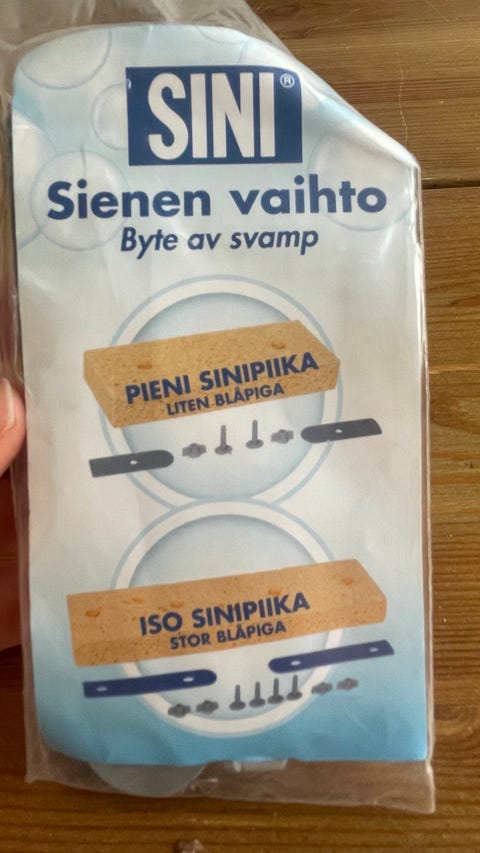 SINI®
Sienen vaihto
Byte av svamp
PIENI SINIPIIKA
LITEN BLÅPIGA
ISO SINIPIIKA
STOR BLÅPIGA